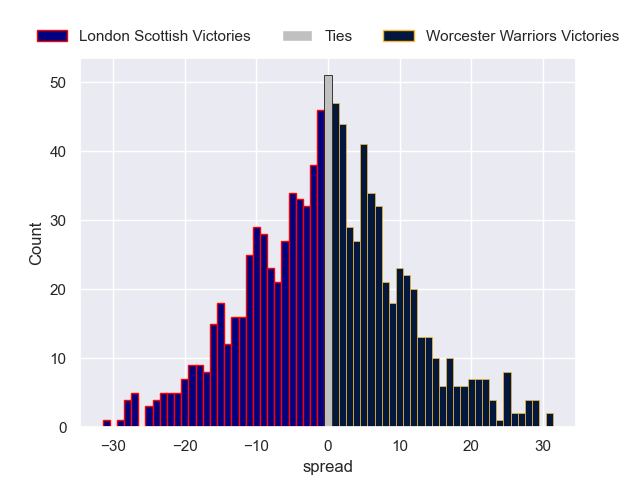 London Scottish Victories Ties Worcester Warriors Victories
50
40
30
20
10
0
Count
−30 −20 −10 0 10 20 30
spread